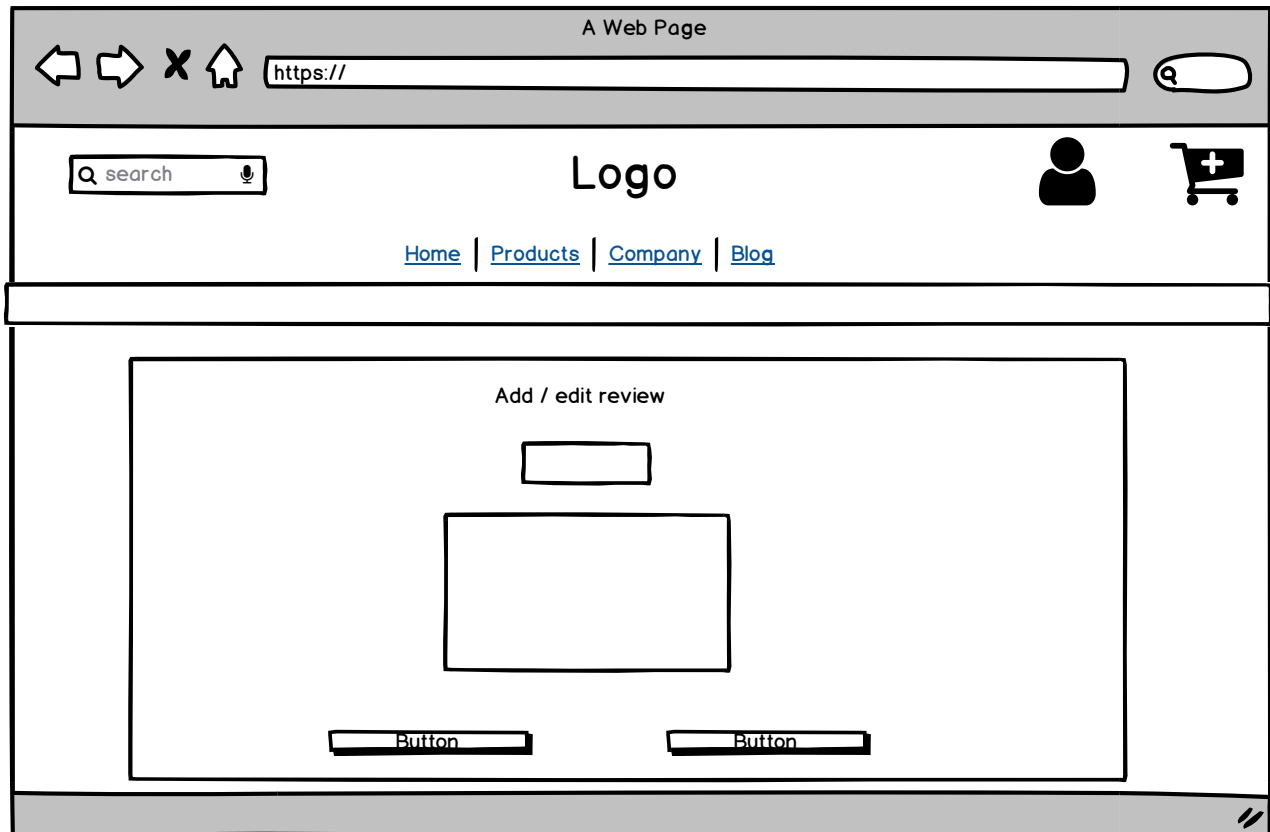 A Web Page
https://
search
Logo
Home Products Company Blog
Add / edit review
Button Button